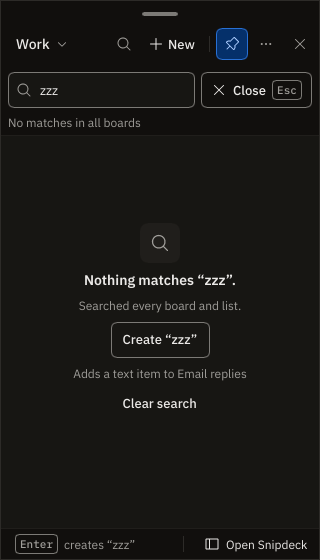 Work
New
zzz
Close Esc
No matches in all boards
Nothing matches “zzz”.
Searched every board and list.
Create “zzz”
Adds a text item to Email replies
Clear search
Enter creates “zzz”
Open Snipdeck